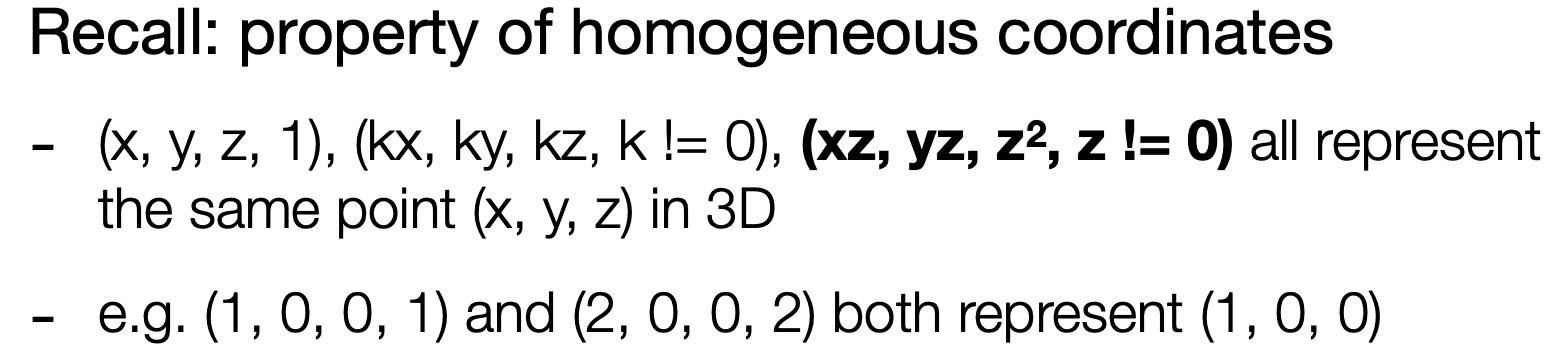 Recall: property of homogeneous coordinates
- (x, y, z, 1), (kx, ky, kz, k != 0), (xz, yz, z², z != 0) all represent
the same point (x, y, z) in 3D
- e.g. (1, 0, 0, 1) and (2, 0, 0, 2) both represent (1, 0, 0)